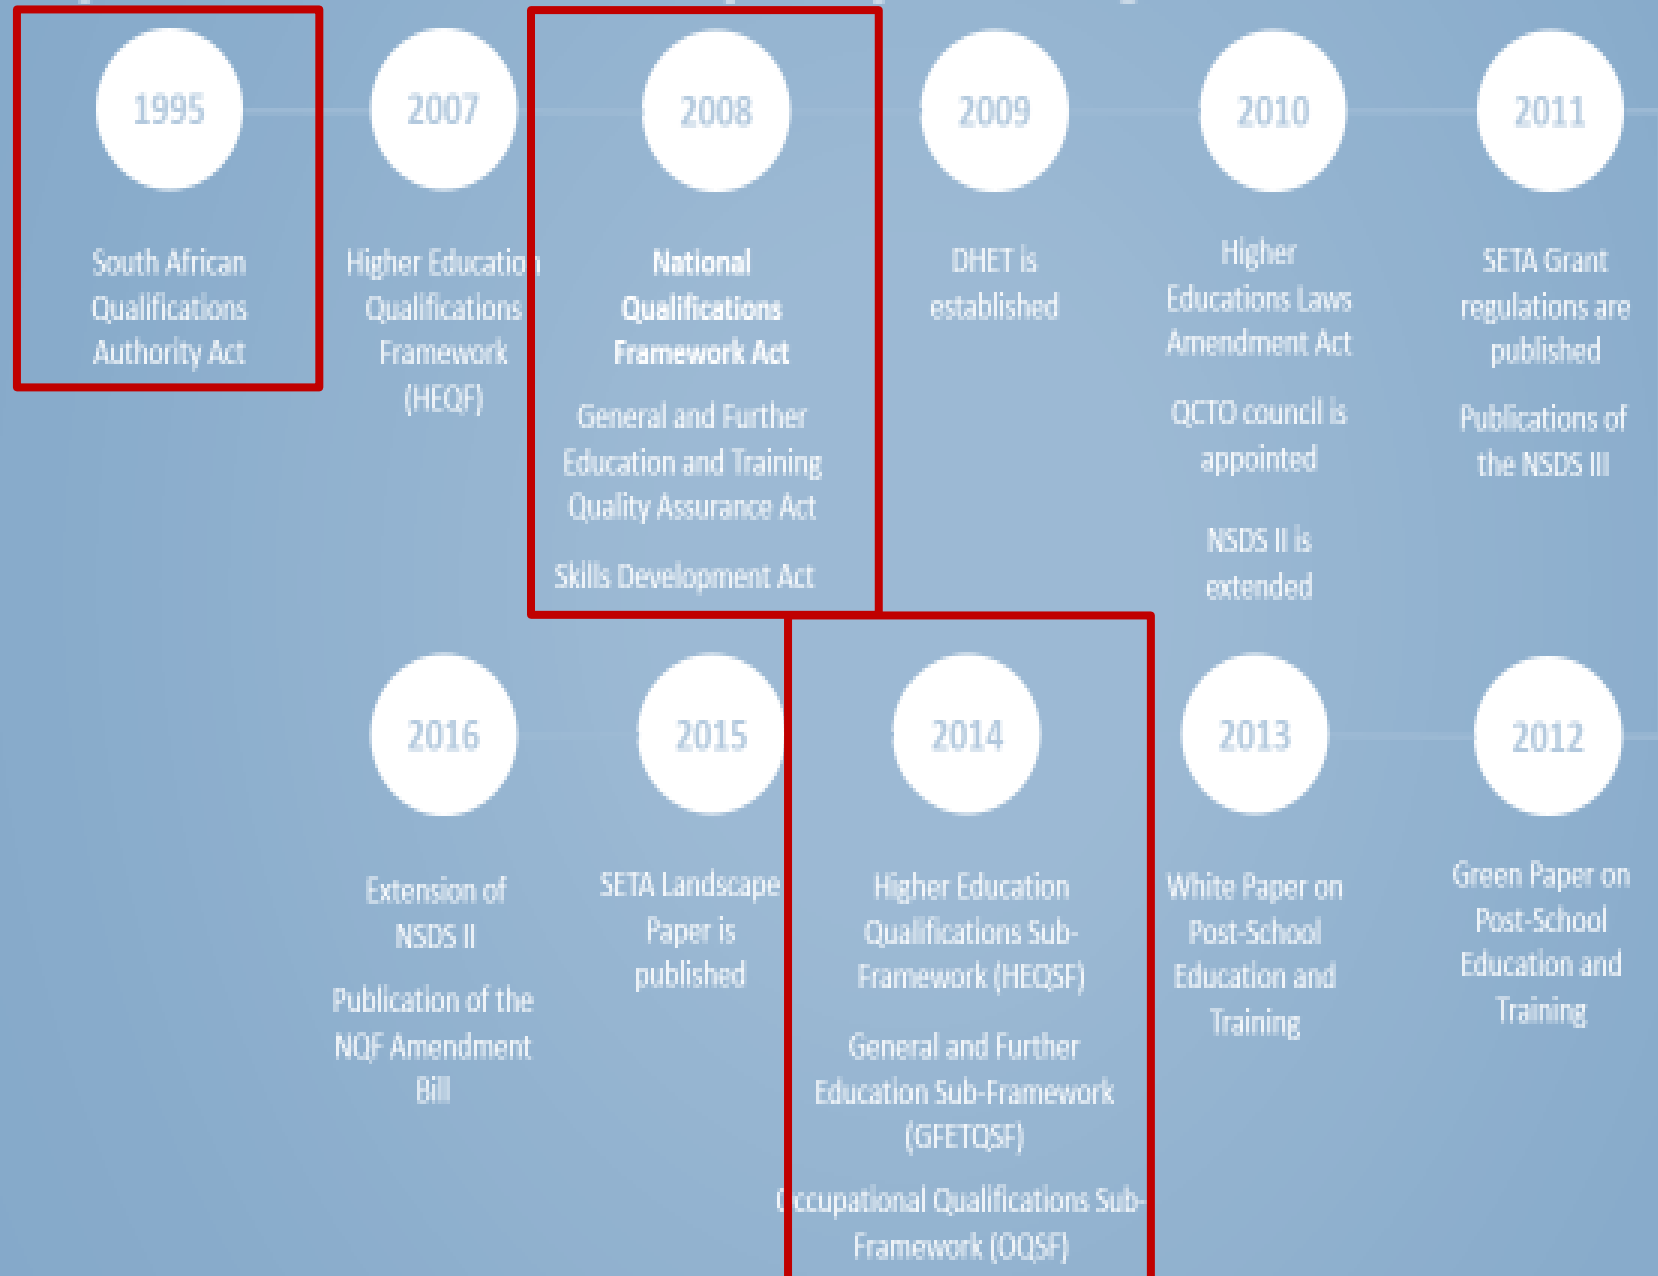 1995
South African
Qualifications
Authority Act
2007
Higher Education
Qualifications
Framework
(HEQF)
2008
National
Qualifications
Framework Act
General and Further
Education and Training
Quality Assurance Act
Skills Development Act
2009
DHET is
established
2010
Higher
Educations Laws
Amendment Act
QCTO council is
appointed
NSDS II is
extended
2011
SETA Grant
regulations are
published
Publications of
the NSDS III
2016
Extension of
NSDS II
Publication of the
NQF Amendment
Bill
2015
SETA Landscape
Paper is
published
2014
Higher Education
Qualifications Sub-
Framework (HEQSF)
General and Further
Education Sub-Framework
(GFETQSF)
Occupational Qualifications Sub-
Framework (OQSF)
2013
White Paper on
Post-School
Education and
Training
2012
Green Paper on
Post-School
Education and
Training